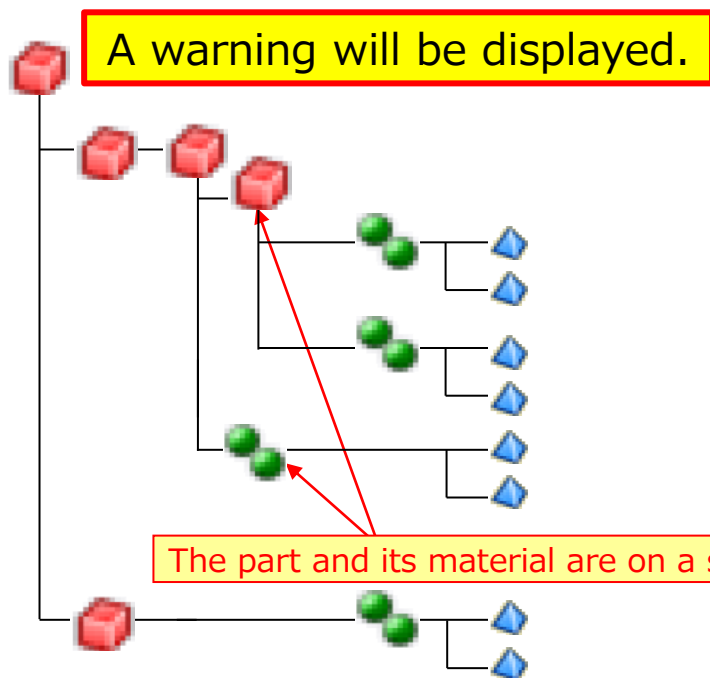 A warning will be displayed.
The part and its material are on a